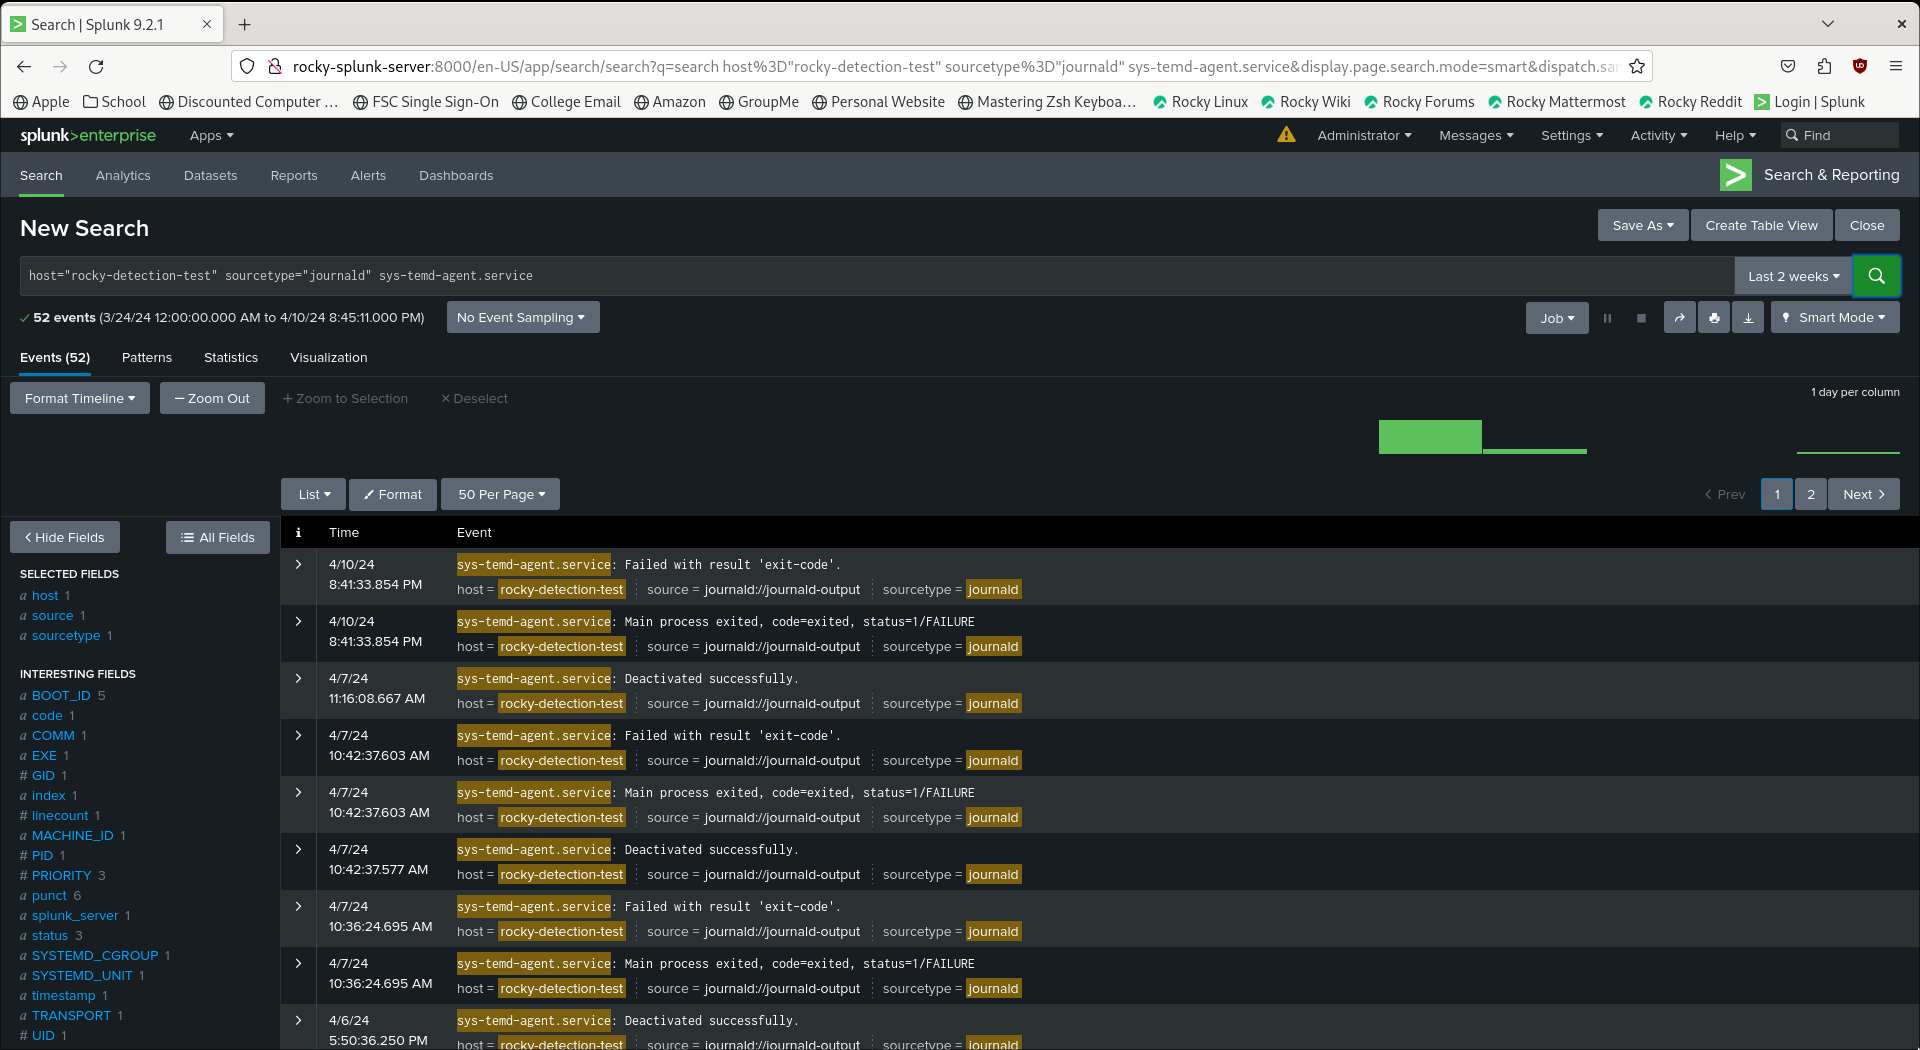 Search | Splunk 9.2.1
rocky-splunk-server:8000/en-US/app/search/search?q=search host%3D"rocky-detection-test" sourcetype%3D"journald" sys-temd-agent.service&display.page.search.mode=smart&dispatch.sar
Apple School Discounted Computer … FSC Single Sign-On College Email Amazon GroupMe Personal Website Mastering Zsh Keyboa… Rocky Linux Rocky Wiki Rocky Forums Rocky Mattermost Rocky Reddit Login | Splunk
splunk>enterprise Apps Administrator Messages Settings Activity Help Find
Search Analytics Datasets Reports Alerts Dashboards Search & Reporting
New Search Save As Create Table View Close
host="rocky-detection-test" sourcetype="journald" sys-temd-agent.service Last 2 weeks
52 events (3/24/24 12:00:00.000 AM to 4/10/24 8:45:11.000 PM) No Event Sampling Job Smart Mode
Events (52) Patterns Statistics Visualization
Format Timeline Zoom Out Zoom to Selection Deselect 1 day per column
List Format 50 Per Page Prev 1 2 Next
Hide Fields All Fields
SELECTED FIELDS
a host 1
a source 1
a sourcetype 1
INTERESTING FIELDS
a BOOT_ID 5
a code 1
a COMM 1
a EXE 1
# GID 1
a index 1
# linecount 1
a MACHINE_ID 1
# PID 1
# PRIORITY 3
a punct 6
a splunk_server 1
a status 3
a SYSTEMD_CGROUP 1
a SYSTEMD_UNIT 1
a timestamp 1
a TRANSPORT 1
# UID 1
i Time Event
4/10/24 sys-temd-agent.service: Failed with result 'exit-code'.
8:41:33.854 PM host = rocky-detection-test source = journald://journald-output sourcetype = journald
4/10/24 sys-temd-agent.service: Main process exited, code=exited, status=1/FAILURE
8:41:33.854 PM host = rocky-detection-test source = journald://journald-output sourcetype = journald
4/7/24 sys-temd-agent.service: Deactivated successfully.
11:16:08.667 AM host = rocky-detection-test source = journald://journald-output sourcetype = journald
4/7/24 sys-temd-agent.service: Failed with result 'exit-code'.
10:42:37.603 AM host = rocky-detection-test source = journald://journald-output sourcetype = journald
4/7/24 sys-temd-agent.service: Main process exited, code=exited, status=1/FAILURE
10:42:37.603 AM host = rocky-detection-test source = journald://journald-output sourcetype = journald
4/7/24 sys-temd-agent.service: Deactivated successfully.
10:42:37.577 AM host = rocky-detection-test source = journald://journald-output sourcetype = journald
4/7/24 sys-temd-agent.service: Failed with result 'exit-code'.
10:36:24.695 AM host = rocky-detection-test source = journald://journald-output sourcetype = journald
4/7/24 sys-temd-agent.service: Main process exited, code=exited, status=1/FAILURE
10:36:24.695 AM host = rocky-detection-test source = journald://journald-output sourcetype = journald
4/6/24 sys-temd-agent.service: Deactivated successfully.
5:50:36.250 PM host = rocky-detection-test source = journald://journald-output sourcetype = journald